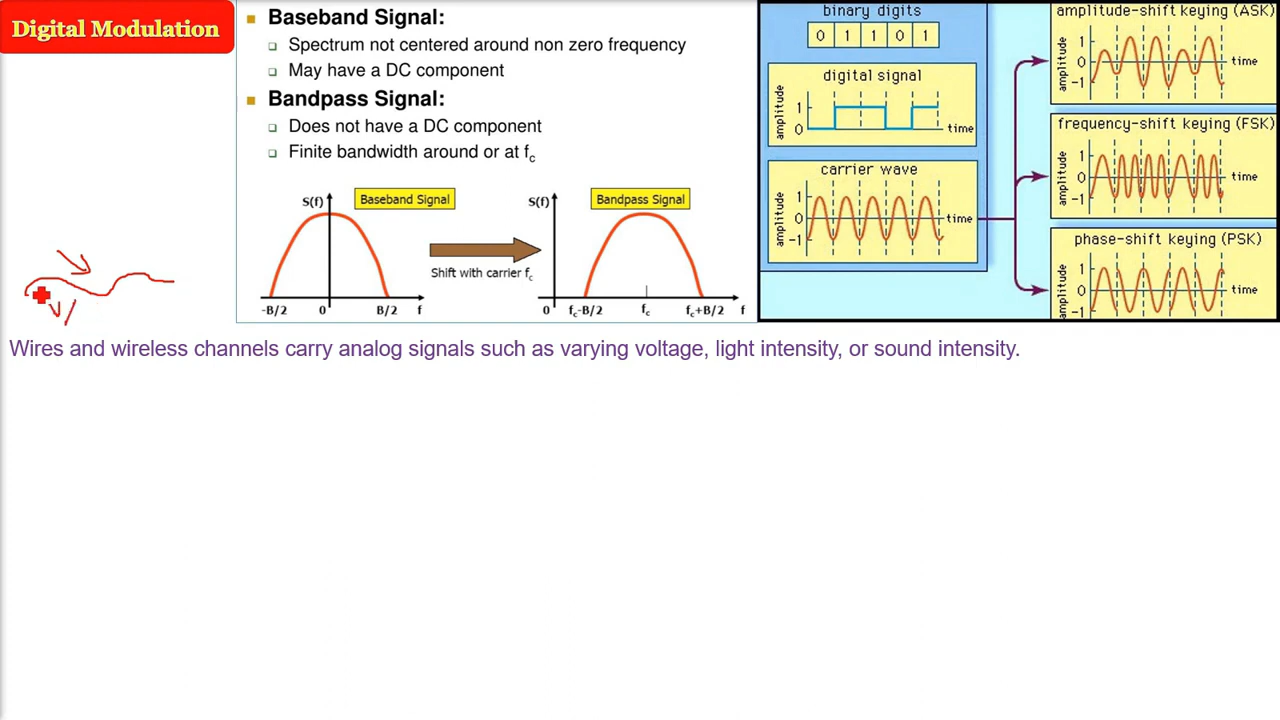 Digital Modulation
Baseband Signal:
Spectrum not centered around non zero frequency
May have a DC component
Bandpass Signal:
Does not have a DC component
Finite bandwidth around or at fc
S(f)
Baseband Signal
-B/2 0 B/2 f
Shift with carrier fc
S(f)
Bandpass Signal
0 fc-B/2 fc fc+B/2 f
binary digits
0 1 1 0 1
digital signal
amplitude
1
0
time
carrier wave
amplitude
1
0
-1
time
amplitude-shift keying (ASK)
amplitude
1
0
-1
time
frequency-shift keying (FSK)
amplitude
1
0
-1
time
phase-shift keying (PSK)
amplitude
1
0
-1
time
Wires and wireless channels carry analog signals such as varying voltage, light intensity, or sound intensity.